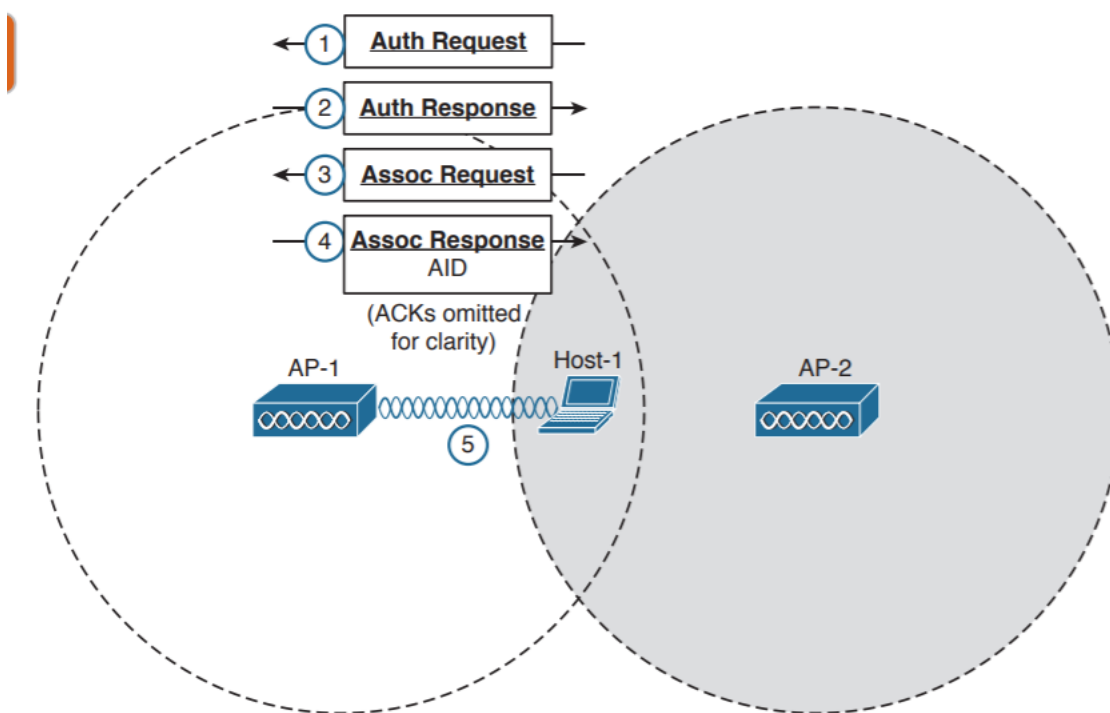 1 Auth Request
2 Auth Response
3 Assoc Request
4 Assoc Response
AID
(ACKs omitted
for clarity)
AP-1
Host-1
AP-2
5